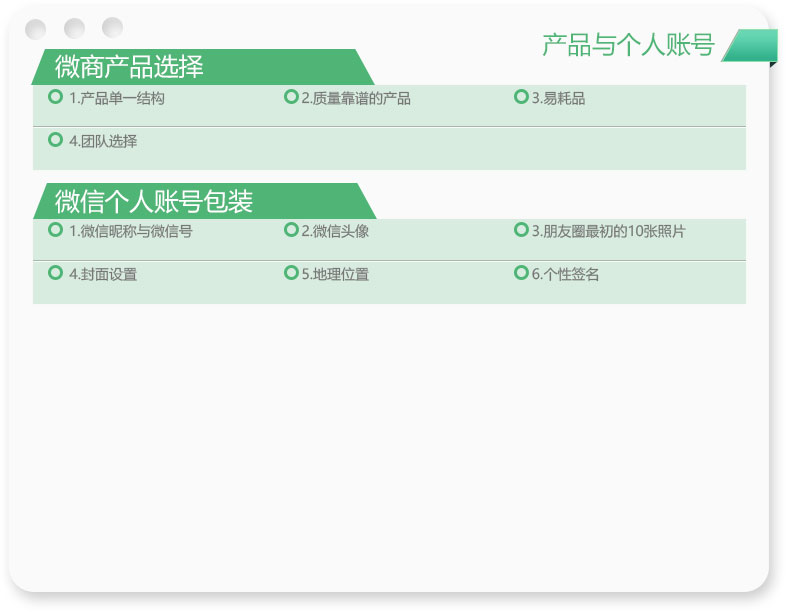 产品与个人账号
微商产品选择
1.产品单一结构 2.质量靠谱的产品 3.易耗品
4.团队选择
微信个人账号包装
1.微信昵称与微信号 2.微信头像 3.朋友圈最初的10张照片
4.封面设置 5.地理位置 6.个性签名